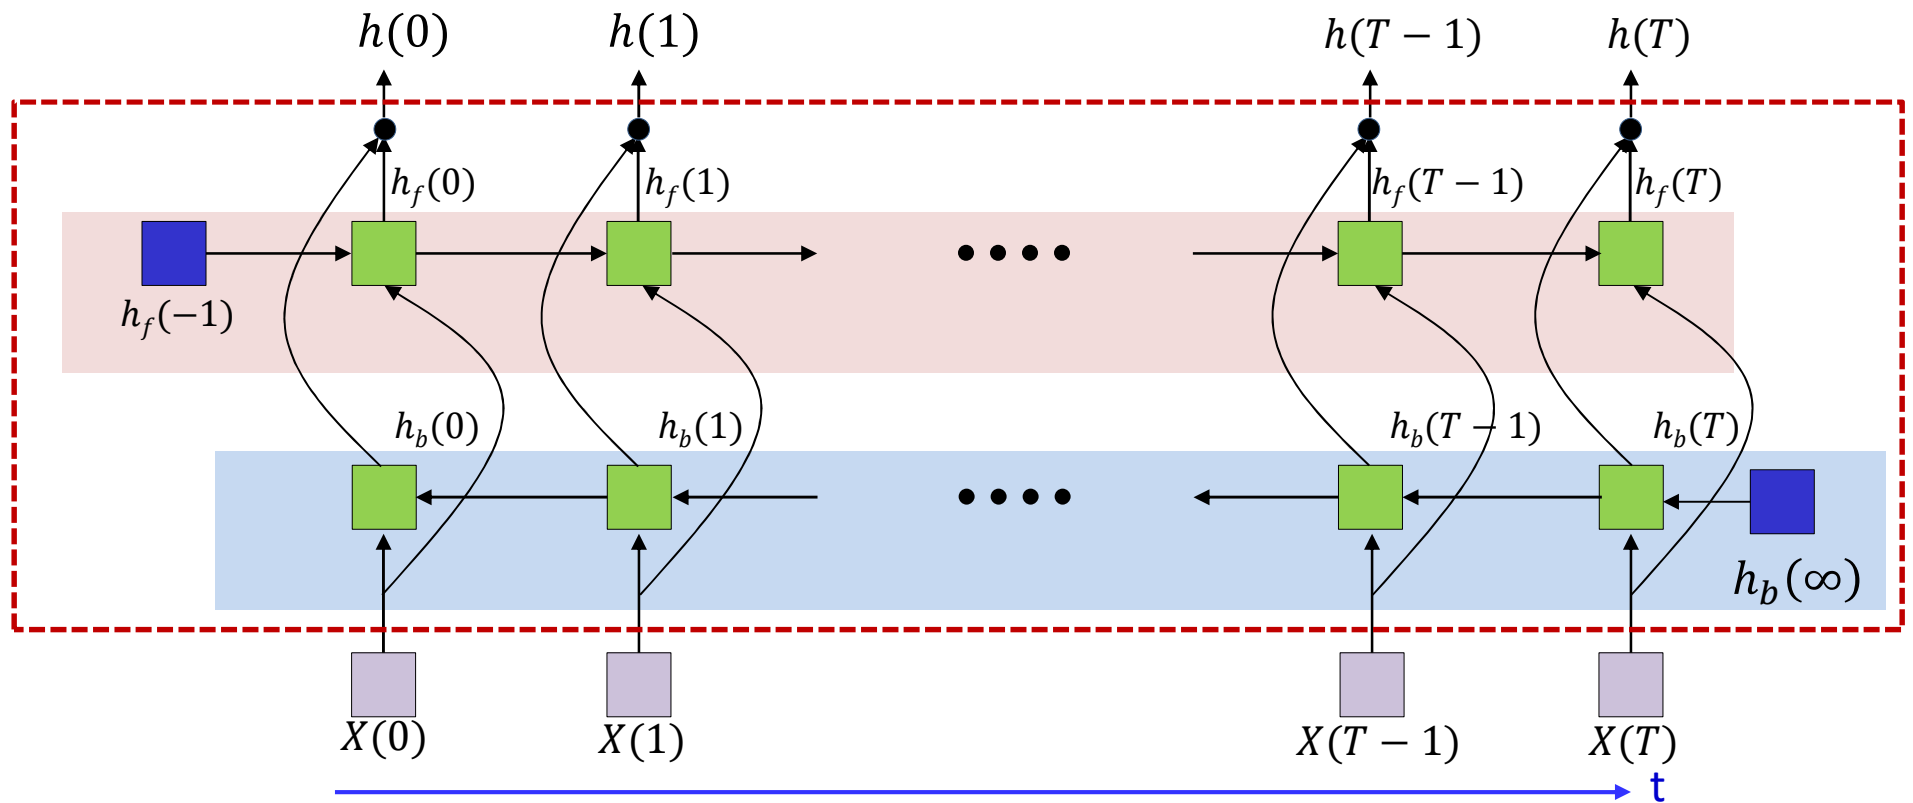 h(0) h(1) h(T − 1) h(T)
h_f(0) h_f(1) h_f(T − 1) h_f(T)
h_f(−1)
h_b(0) h_b(1) h_b(T − 1) h_b(T)
h_b(∞)
X(0) X(1) X(T − 1) X(T)
t